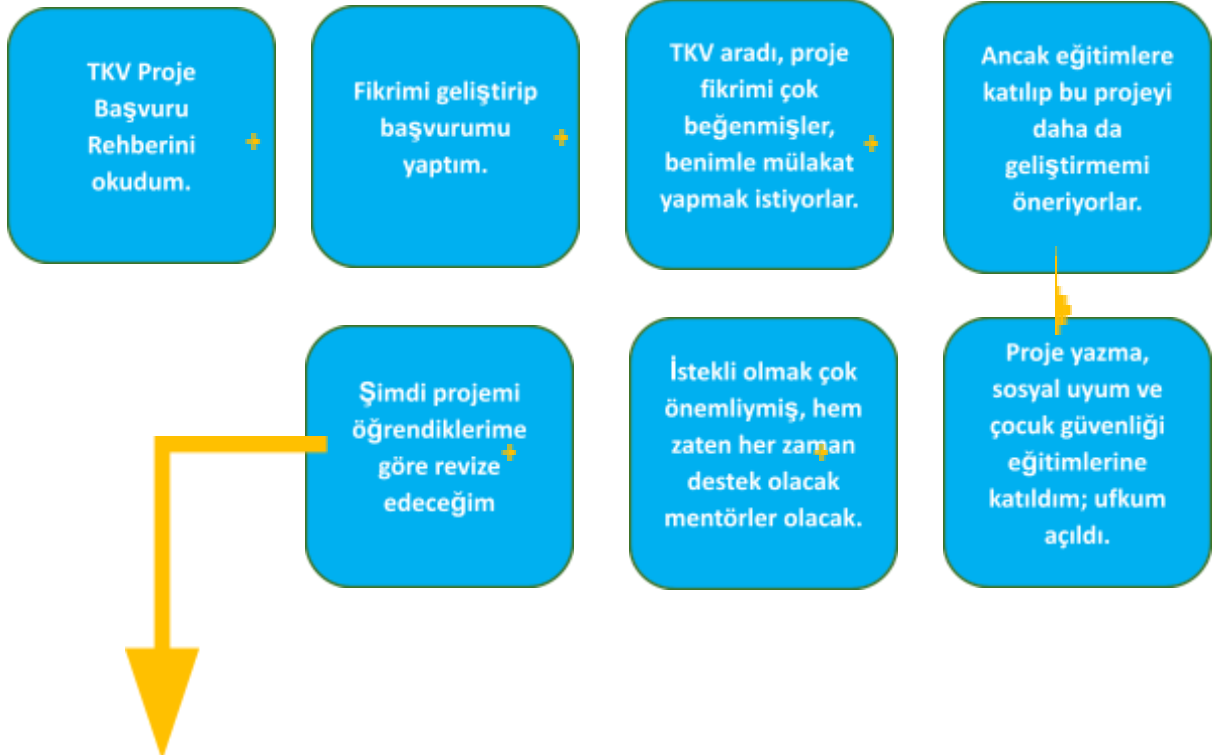 TKV Proje
Başvuru
Rehberini
okudum.
Fikrimi geliştirip
başvurumu
yaptım.
TKV aradı, proje
fikrimi çok
beğenmişler,
benimle mülakat
yapmak istiyorlar.
Ancak eğitimlere
katılıp bu projeyi
daha da
geliştirmemi
öneriyorlar.
Proje yazma,
sosyal uyum ve
çocuk güvenliği
eğitimlerine
katıldım; ufkum
açıldı.
İstekli olmak çok
önemliymiş, hem
zaten her zaman
destek olacak
mentörler olacak.
Şimdi projemi
öğrendiklerime
göre revize
edeceğim